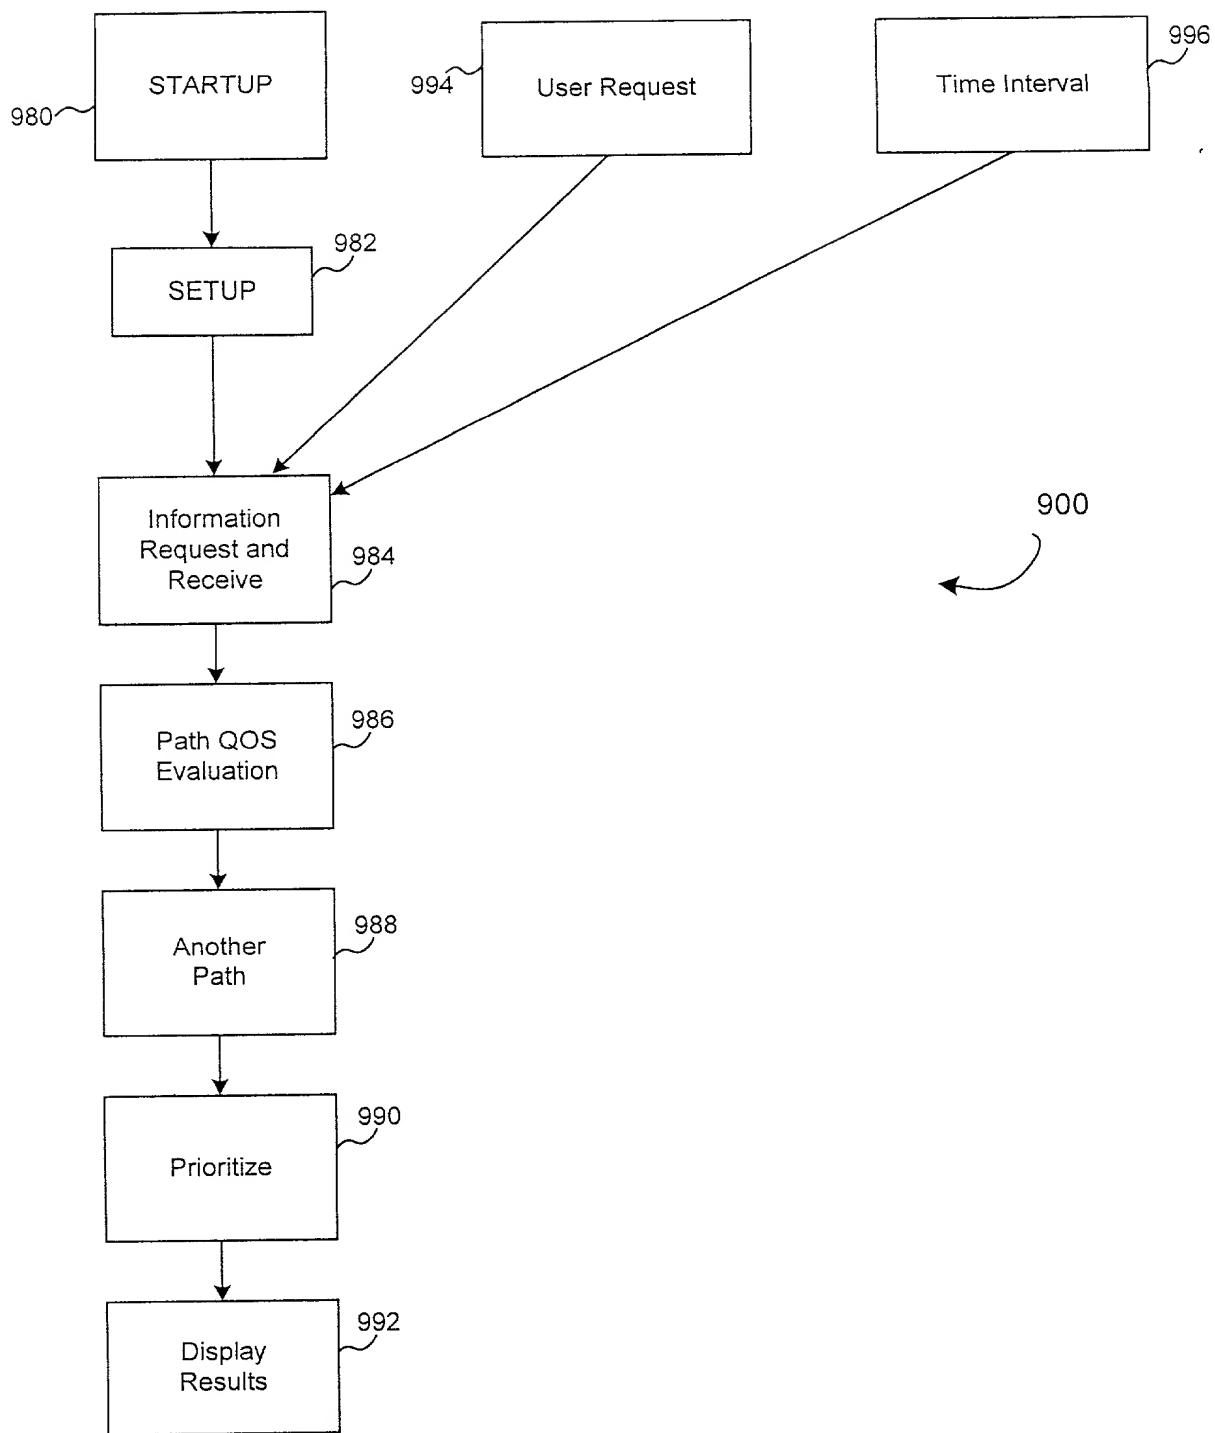 STARTUP
980
994
User Request
996
Time Interval
982
SETUP
Information
Request and
Receive
984
900
Path QOS
Evaluation
986
Another
Path
988
Prioritize
990
Display
Results
992